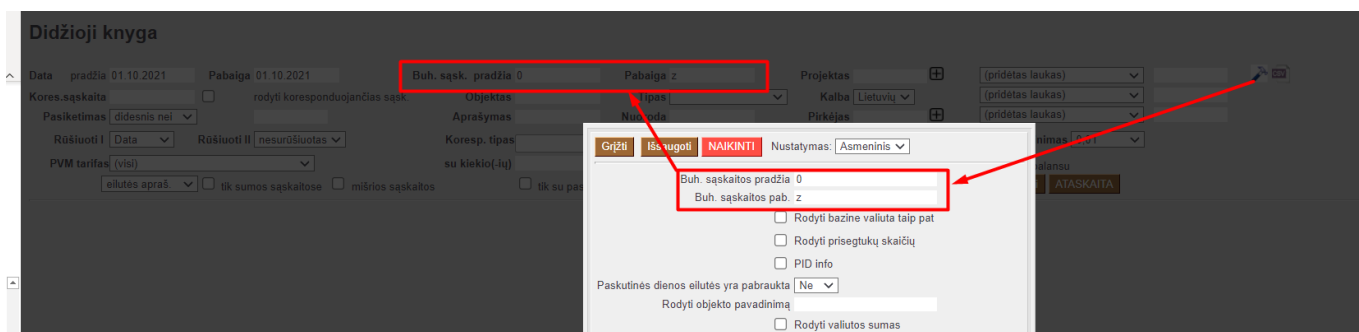 Didžioji knyga
Data pradžia 01.10.2021 Pabaiga 01.10.2021 Buh. sąsk. pradžia 0 Pabaiga z Projektas (pridėtas laukas)
Kores.sąskaita rodyti koresponduojančias sąsk. Objektas Tipas Kalba Lietuvių (pridėtas laukas)
Pasikeitimas didesnis nei Aprašymas Nuoroda Pirkėjas (pridėtas laukas)
Rūšiuoti I Data Rūšiuoti II nesurūšiuotas Koresp. tipas 0.01
PVM tarifas (visi) su kiekio(-ių)
eilutės apraš. tik sumos sąskaitose mišrios sąskaitos ATASKAITA
Grįžti Išsaugoti NAIKINTI Nustatymas: Asmeninis
Buh. sąskaitos pradžia 0
Buh. sąskaitos pab. z
Rodyti bazine valiuta taip pat
Rodyti prisegtukų skaičių
PID info
Paskutinės dienos eilutės yra pabraukta Ne
Rodyti objekto pavadinimą
Rodyti valiutos sumas